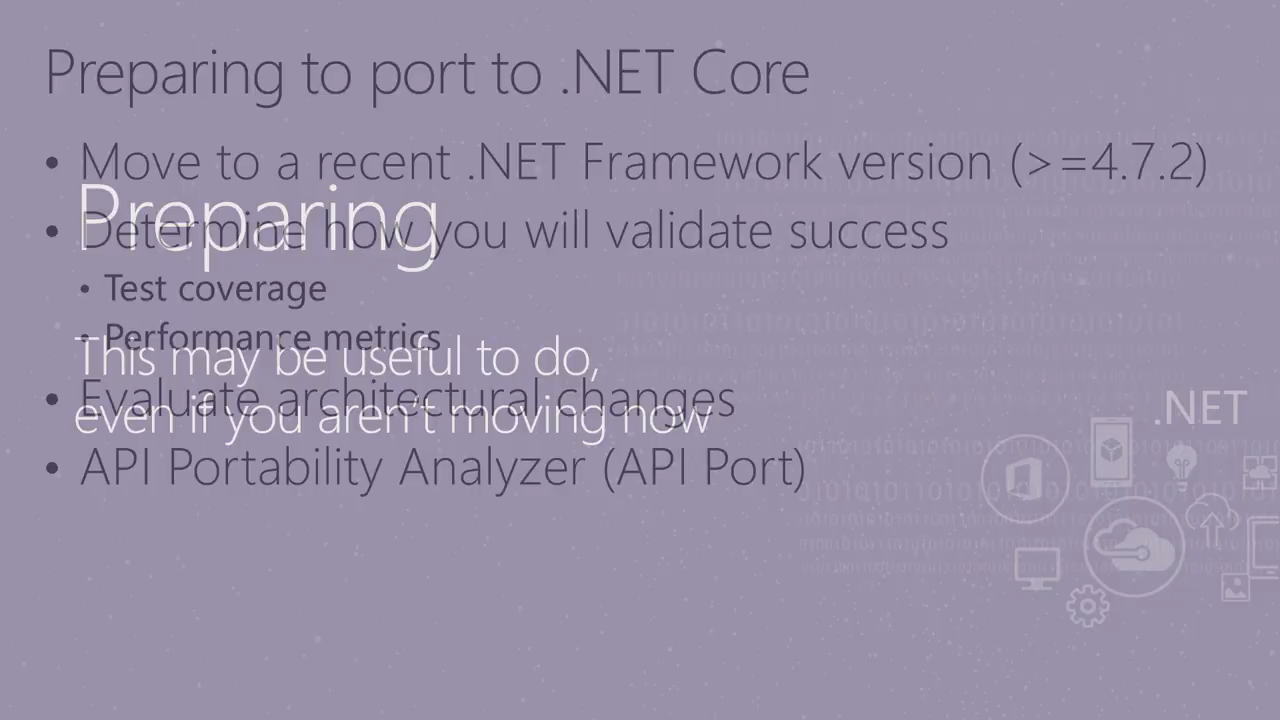 Preparing to port to .NET Core
• Move to a recent .NET Framework version (>=4.7.2)
Preparing
• Determine how you will validate success
• Test coverage
• Performance metrics
This may be useful to do,
• Evaluate architectural changes
even if you aren't moving now
.NET
• API Portability Analyzer (API Port)